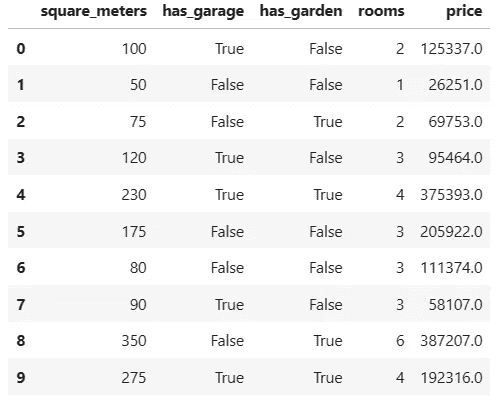 square_meters has_garage has_garden rooms price
0 100 True False 2 125337.0
1 50 False False 1 26251.0
2 75 False True 2 69753.0
3 120 True False 3 95464.0
4 230 True True 4 375393.0
5 175 False False 3 205922.0
6 80 False False 3 111374.0
7 90 True False 3 58107.0
8 350 False True 6 387207.0
9 275 True True 4 192316.0